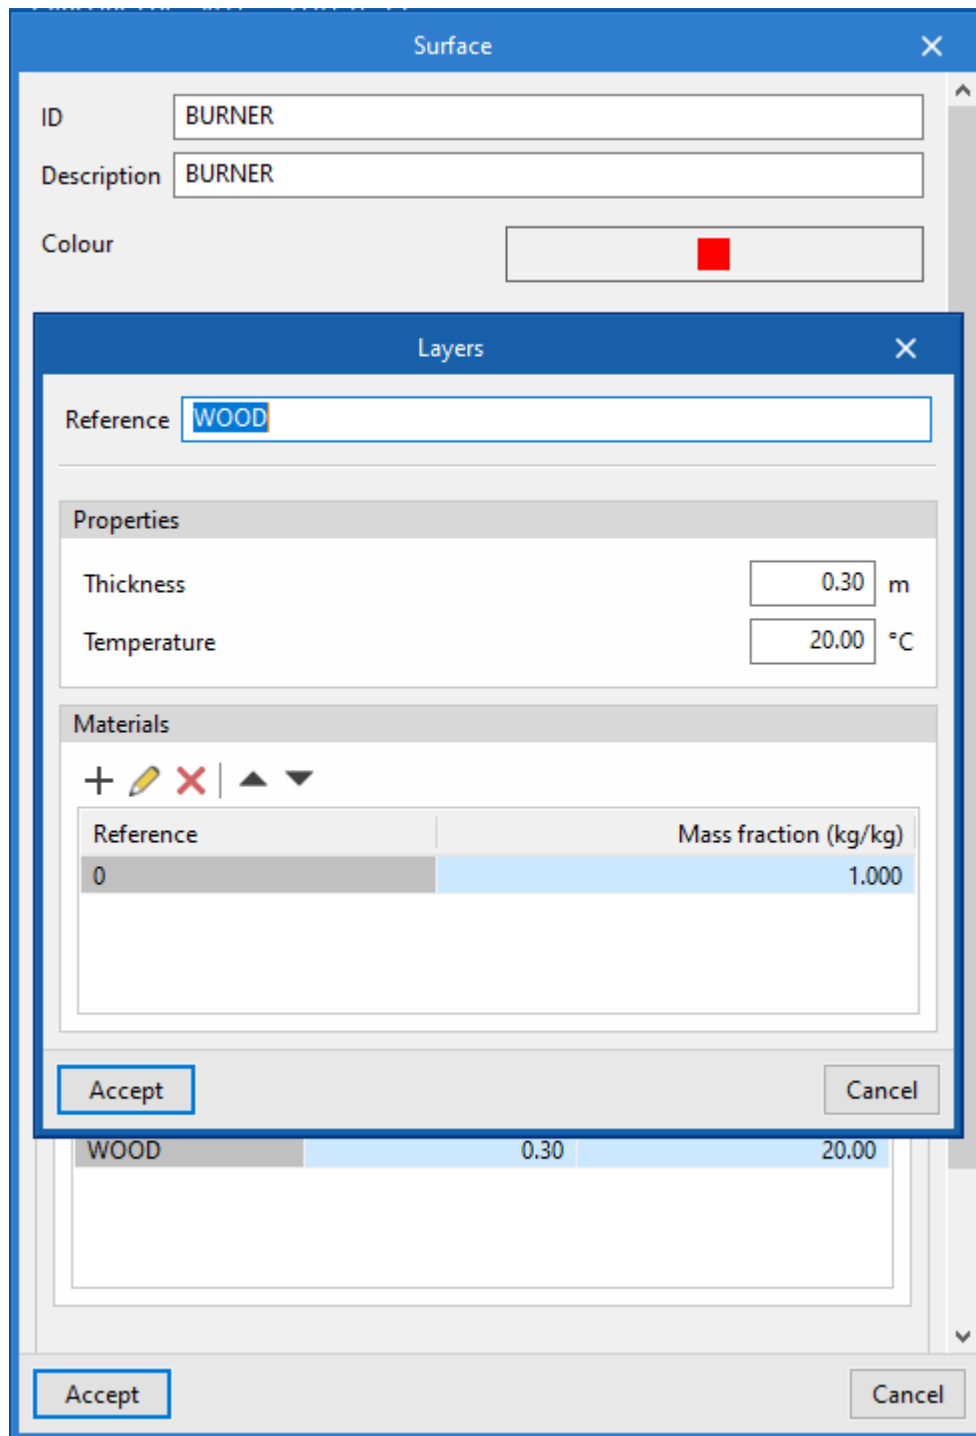 Surface
ID BURNER
Description BURNER
Colour
Layers
Reference WOOD
Properties
Thickness 0.30 m
Temperature 20.00 °C
Materials
Reference Mass fraction (kg/kg)
0 1.000
Accept Cancel
WOOD 0.30 20.00
Accept Cancel